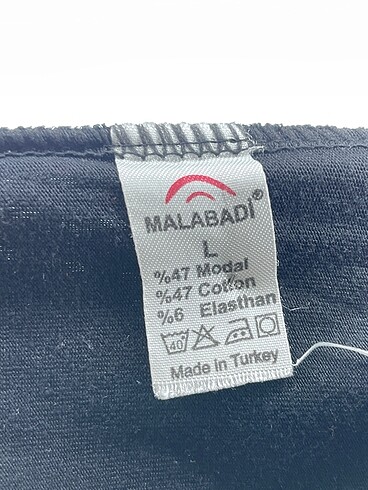 MALABADİ®
L
%47 Modal
%47 Cotton
%6 Elasthan
40
Made in Turkey